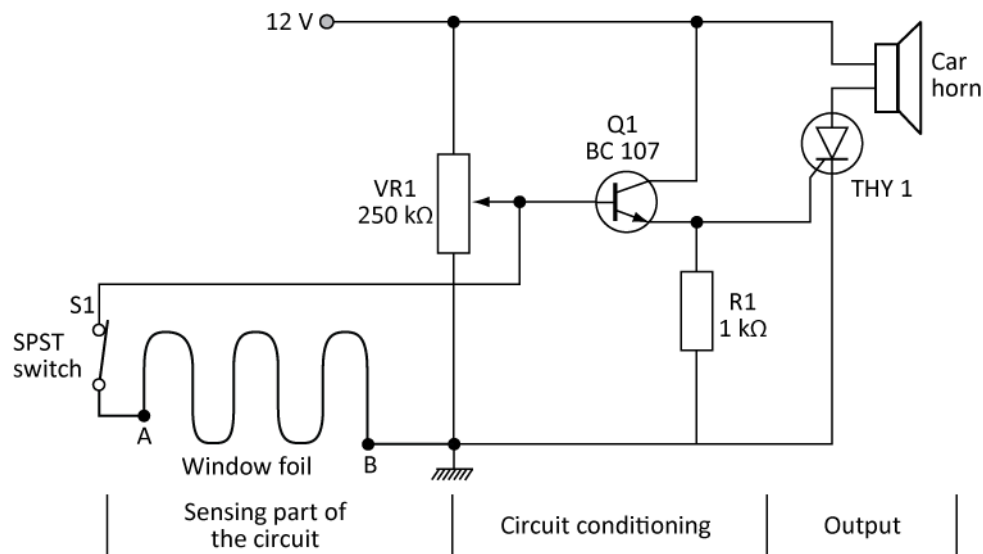 12 V
Car
horn
Q1
BC 107
THY 1
VR1
250 kΩ
S1
SPST
switch
R1
1 kΩ
A
B
Window foil
Sensing part of
the circuit
Circuit conditioning
Output